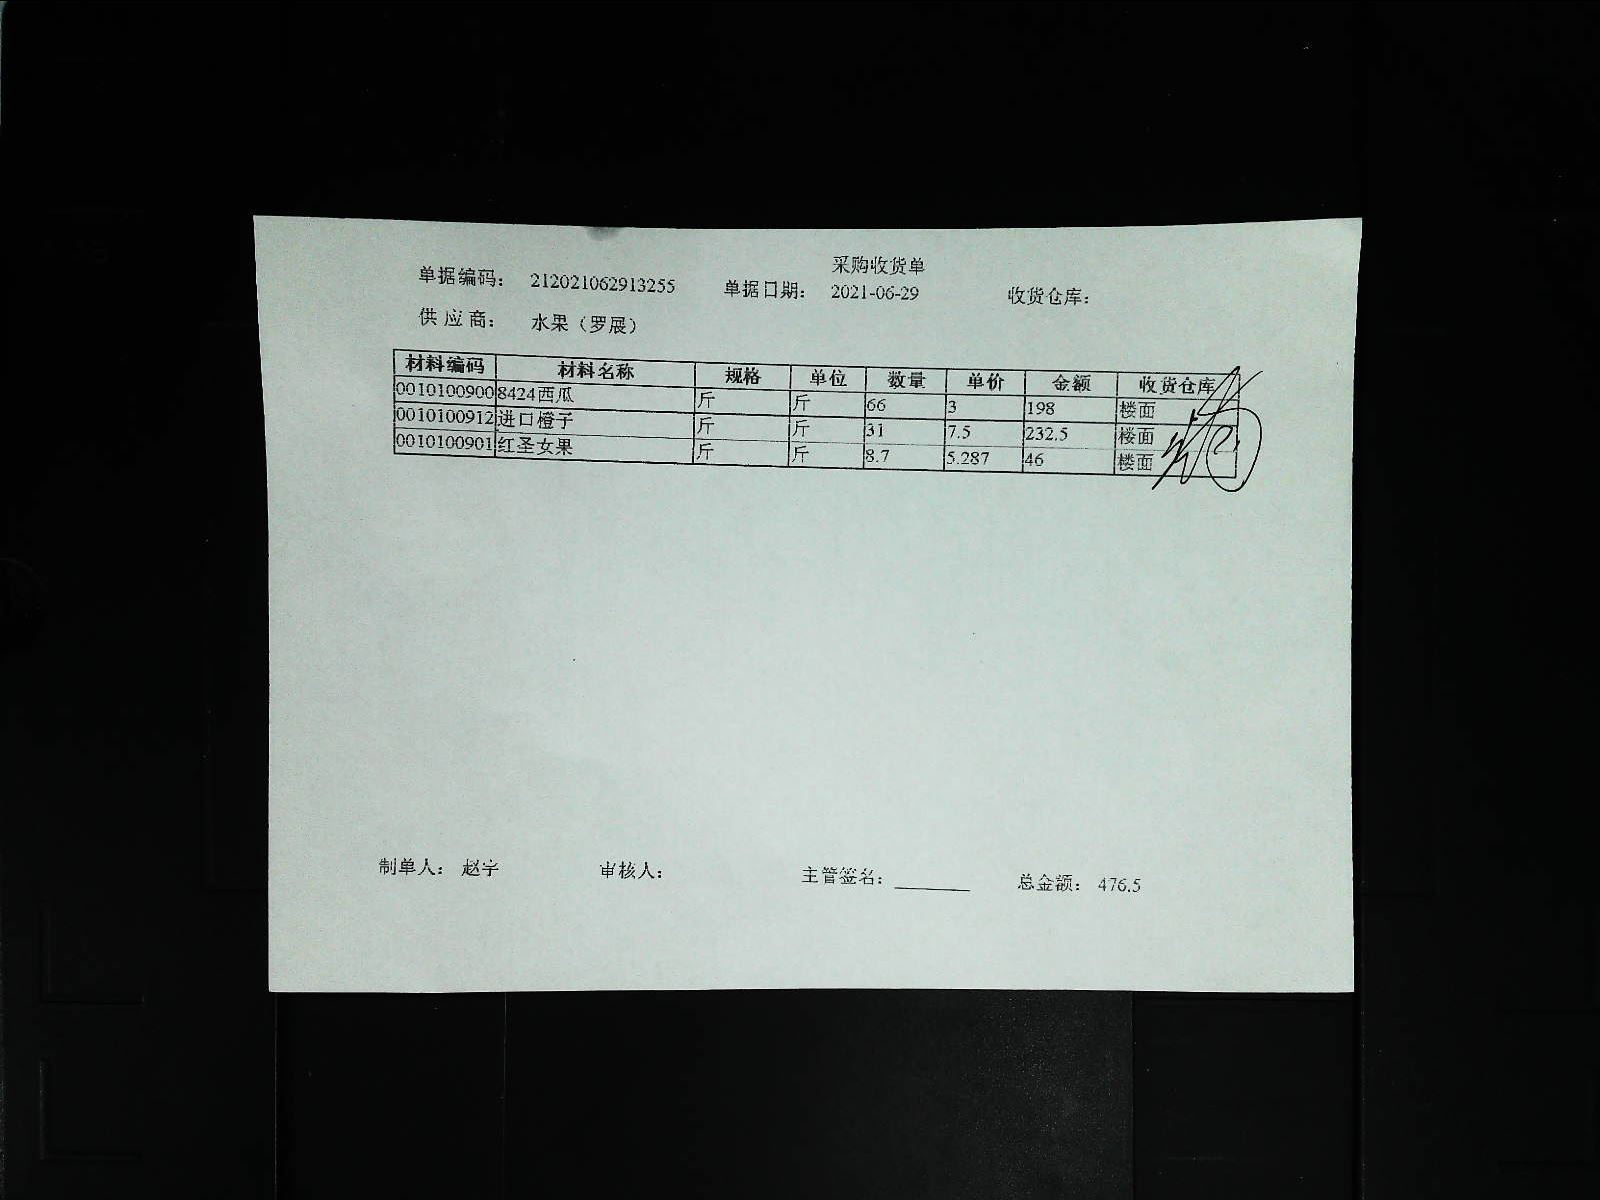 采购收货单
单据编码: 212021062913255 单据日期: 2021-06-29 收货仓库:
供应商: 水果（罗展）
材料编码 材料名称 规格 单位 数量 单价 金额 收货仓库
0010100900 8424西瓜 斤 斤 66 3 198 楼面
0010100912 进口橙子 斤 斤 31 7.5 232.5 楼面
0010100901 红圣女果 斤 斤 8.7 5.287 46 楼面
制单人: 赵宇 审核人: 主管签名: 总金额: 476.5